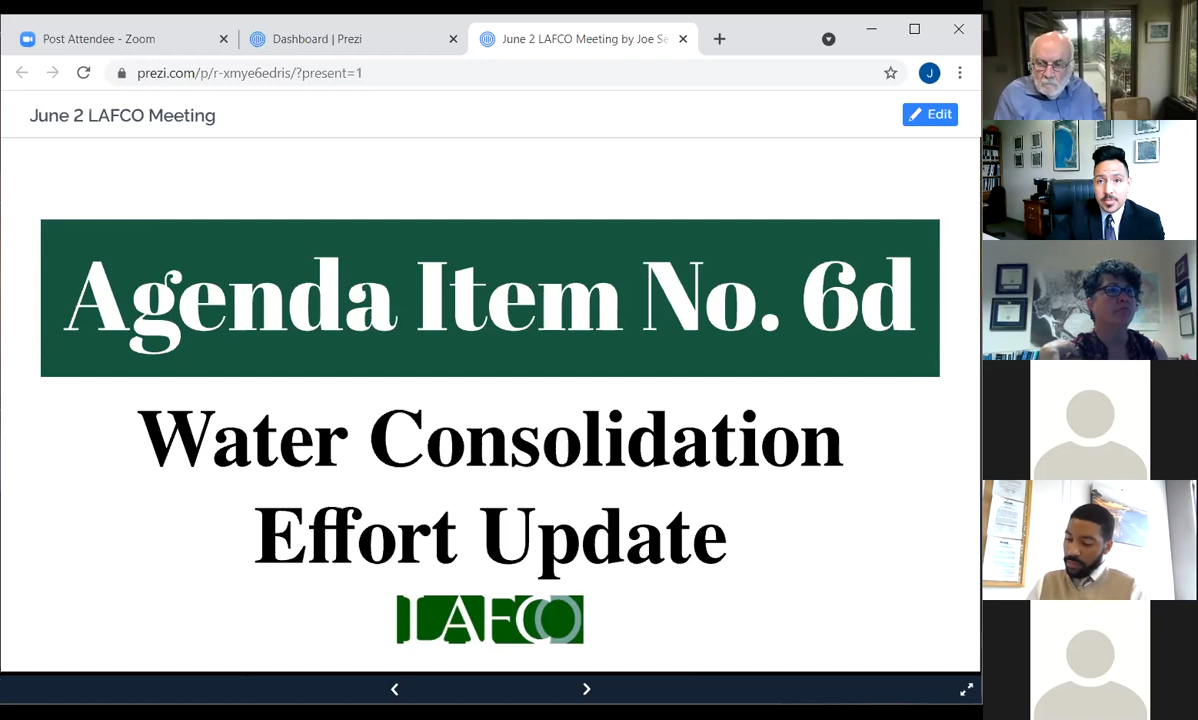 Post Attendee - Zoom
Dashboard | Prezi
June 2 LAFCO Meeting by Joe Se
prezi.com/p/r-xmye6edris/?present=1
J
June 2 LAFCO Meeting
Edit
Agenda Item No. 6d
Water Consolidation
Effort Update
LAFCO